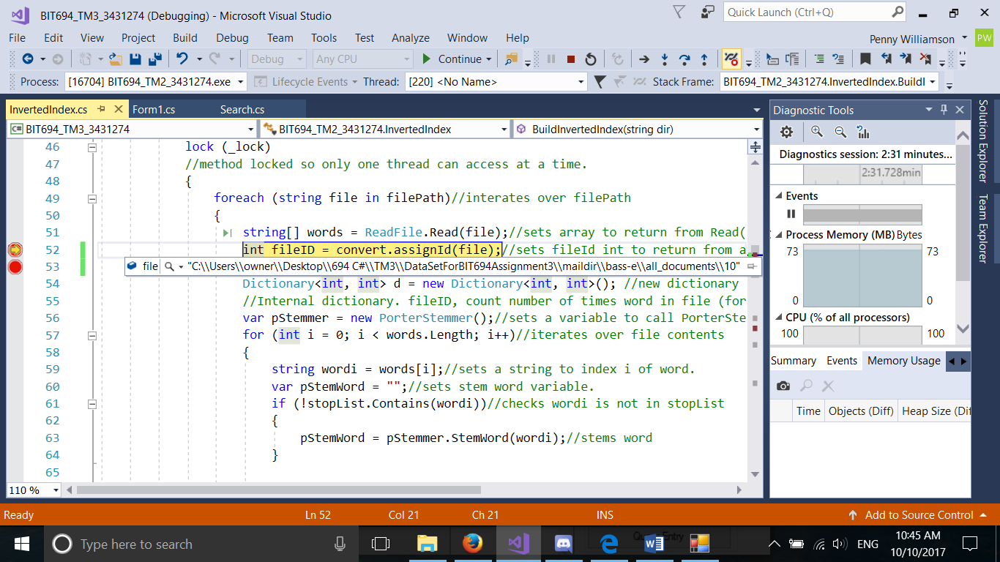 BIT694_TM3_3431274 (Debugging) - Microsoft Visual Studio
Quick Launch (Ctrl+Q)
File Edit View Project Build Debug Team Tools Test Analyze Window Help
Penny Williamson PW
Debug Any CPU Continue
Process: [16704] BIT694_TM2_3431274.exe Lifecycle Events Thread: [220] <No Name> Stack Frame: BIT694_TM2_3431274.InvertedIndex.BuildI
InvertedIndex.cs Form1.cs Search.cs
C# BIT694_TM3_3431274 BIT694_TM2_3431274.InvertedIndex BuildInvertedIndex(string dir)
46 lock (_lock)
47 //method locked so only one thread can access at a time.
48 {
49 foreach (string file in filePath)//interates over filePath
50 {
51 string[] words = ReadFile.Read(file);//sets array to return from Read(
52 int fileID = convert.assignId(file);//sets fileId int to return from a
53 file "C:\\Users\\owner\\Desktop\\694 C#\\TM3\\DataSetForBIT694Assignment3\\maildir\\bass-e\\all_documents\\10"
54 Dictionary<int, int> d = new Dictionary<int, int>(); //new dictionary
55 //Internal dictionary. fileID, count number of times word in file (for
56 var pStemmer = new PorterStemmer();//sets a variable to call PorterSte
57 for (int i = 0; i < words.Length; i++)//iterates over file contents
58 {
59 string wordi = words[i];//sets a string to index i of word.
60 var pStemWord = "";//sets stem word variable.
61 if (!stopList.Contains(wordi))//checks wordi is not in stopList
62 {
63 pStemWord = pStemmer.StemWord(wordi);//stems word
64 }
65
110 %
Diagnostic Tools
Diagnostics session: 2:31 minutes...
2:31.728min
Events
Process Memory (MB) Bytes
73 73
0 0
CPU (% of all processors)
100 100
Summary Events Memory Usage
Time Objects (Diff) Heap Size (Dif
Solution Explorer
Team Explorer
Ready Ln 52 Col 21 Ch 21 INS Add to Source Control
Type here to search
Entry
ENG
10:45 AM
10/10/2017